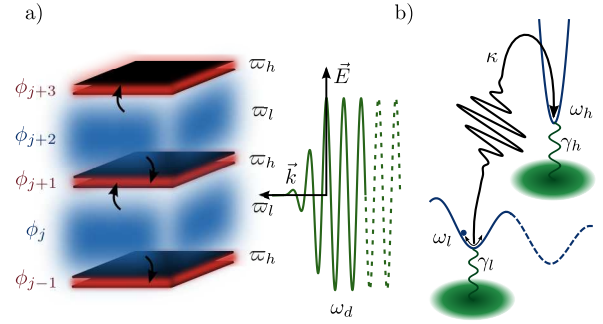 a)
b)
ϕ_{j+3}
ϖ_h
ϖ_l
ϕ_{j+2}
ϖ_h
ϕ_{j+1}
ϖ_l
ϕ_j
ϖ_h
ϕ_{j−1}
E⃗
k⃗
ω_d
κ
ω_h
γ_h
ω_l
γ_l